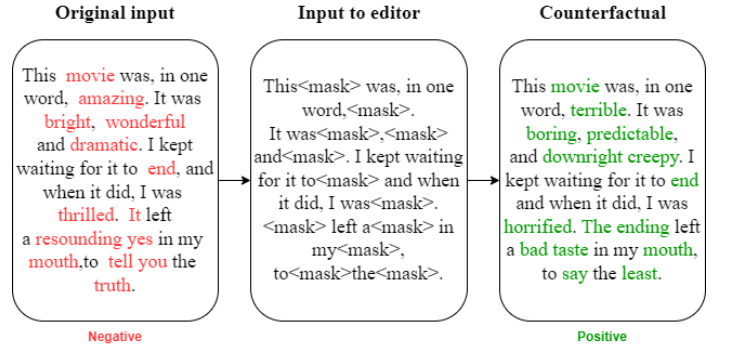 Original input
This movie was, in one
word, amazing. It was
bright, wonderful
and dramatic. I kept
waiting for it to end, and
when it did, I was
thrilled. It left
a resounding yes in my
mouth,to tell you the
truth.
Negative
Input to editor
This<mask> was, in one
word,<mask>.
It was<mask>,<mask>
and<mask>. I kept waiting
for it to<mask> and when
it did, I was<mask>.
<mask> left a<mask> in
my<mask>,
to<mask>the<mask>.
Counterfactual
This movie was, in one
word, terrible. It was
boring, predictable,
and downright creepy. I
kept waiting for it to end
and when it did, I was
horrified. The ending left
a bad taste in my mouth,
to say the least.
Positive